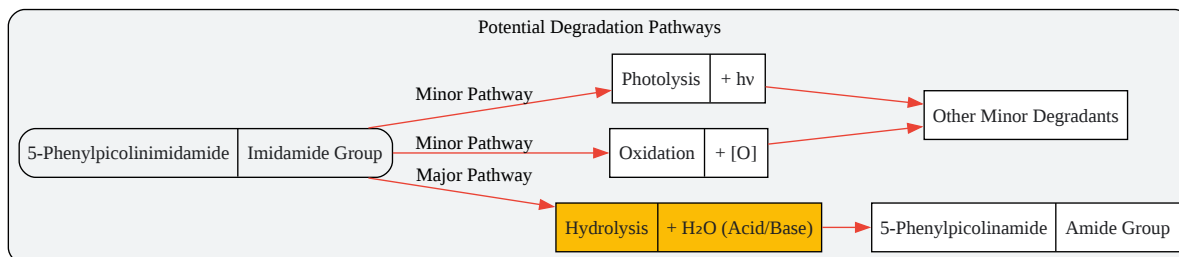 Potential Degradation Pathways
Minor Pathway
Photolysis + hν
Other Minor Degradants
5-Phenylpicolinimidamide Imidamide Group
Minor Pathway
Oxidation + [O]
Major Pathway
Hydrolysis + H₂O (Acid/Base)
5-Phenylpicolinamide Amide Group